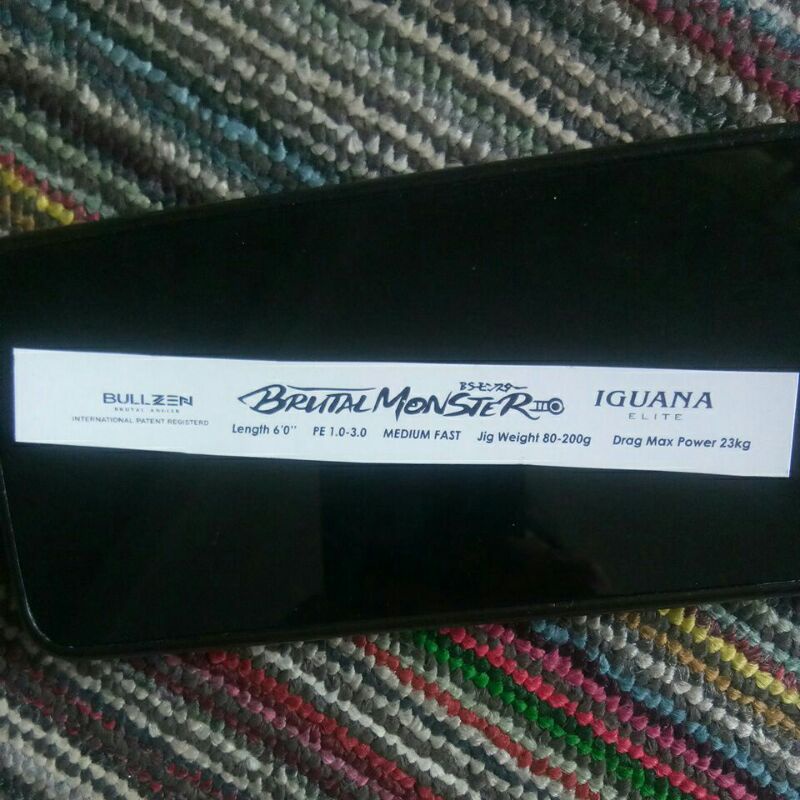 BULLZEN
BRUTAL ANGLER
INTERNATIONAL PATENT REGISTERD
BSモンスター
BRUTAL MONSTER
IGUANA
ELITE
Length 6'0'' PE 1.0-3.0 MEDIUM FAST Jig Weight 80-200g Drag Max Power 23kg